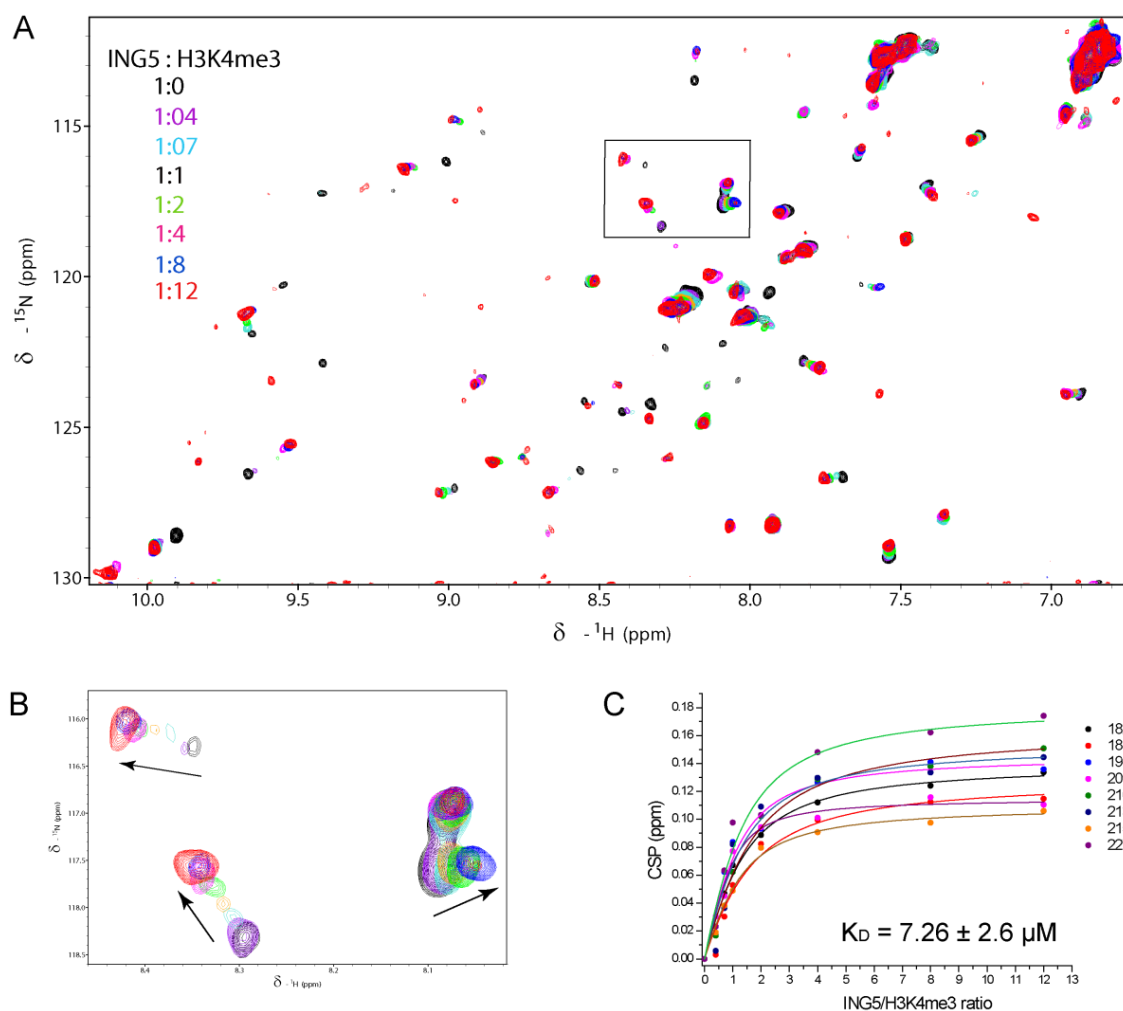 A
ING5 : H3K4me3
1:0
1:04
1:07
1:1
1:2
1:4
1:8
1:12
115
120
125
130
δ - ¹⁵N (ppm)
10.0 9.5 9.0 8.5 8.0 7.5 7.0
δ - ¹H (ppm)
B
116.0
116.5
117.0
117.5
118.0
118.5
δ - ¹⁵N (ppm)
8.4 8.3 8.2 8.1
δ - ¹H (ppm)
C
0.18
0.16
0.14
0.12
0.10
0.08
0.06
0.04
0.02
0.00
CSP (ppm)
0 1 2 3 4 5 6 7 8 9 10 11 12 13
ING5/H3K4me3 ratio
K_D = 7.26 ± 2.6 µM
18
18
19
20
21
21
21
22